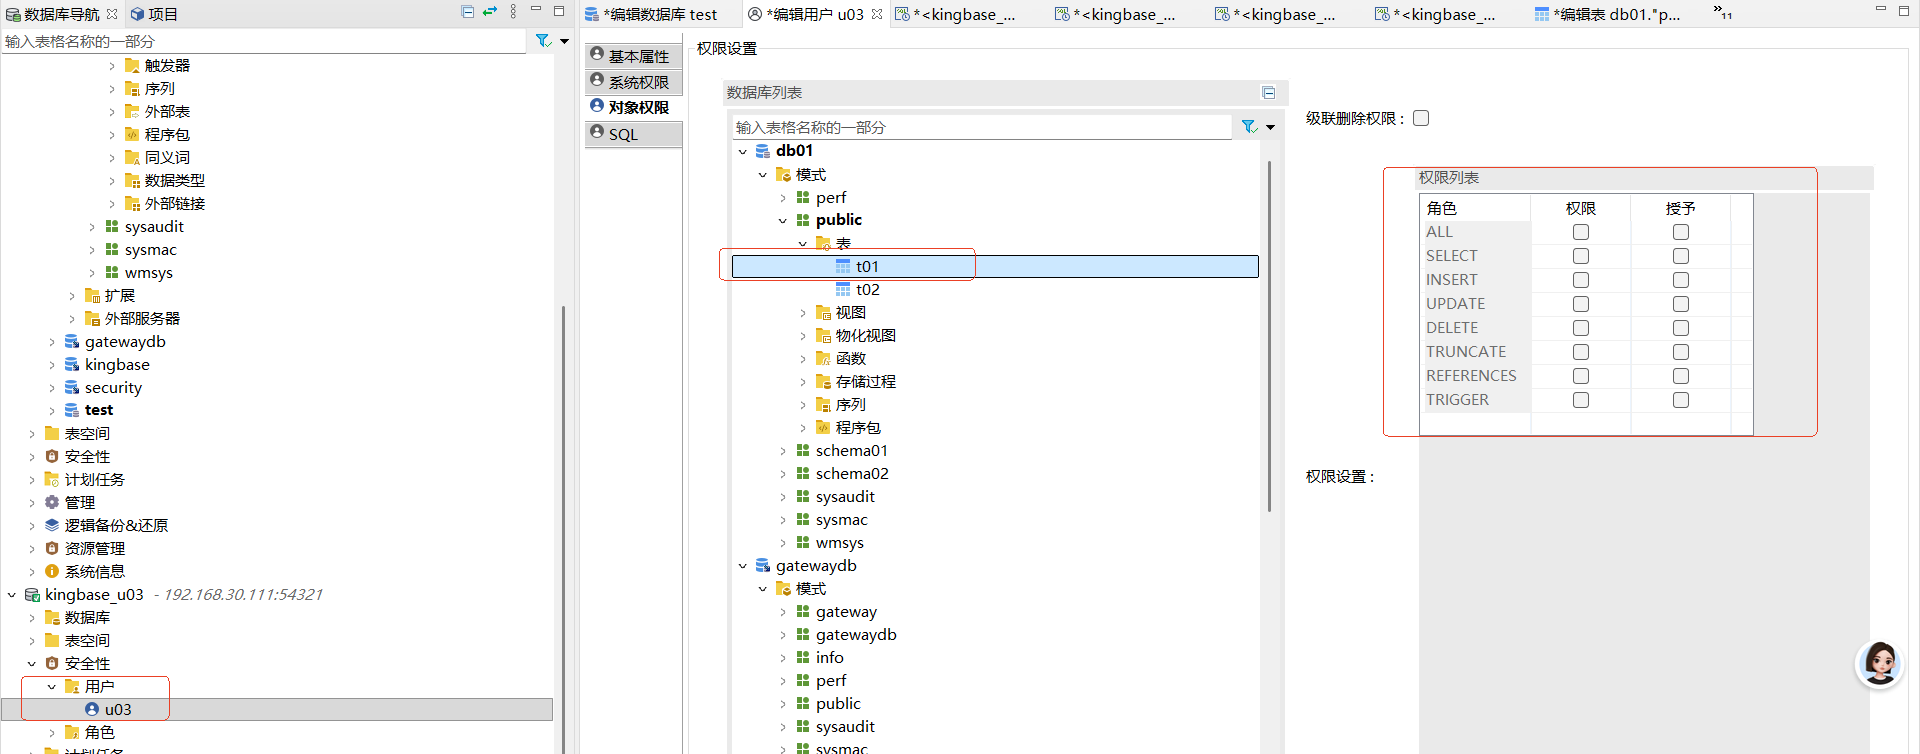 数据库导航
项目
输入表格名称的一部分
触发器
序列
外部表
程序包
同义词
数据类型
外部链接
sysaudit
sysmac
wmsys
扩展
外部服务器
gatewaydb
kingbase
security
test
表空间
安全性
计划任务
管理
逻辑备份&还原
资源管理
系统信息
kingbase_u03 - 192.168.30.111:54321
数据库
表空间
安全性
用户
u03
角色
计划任务
*编辑数据库 test
*编辑用户 u03
*<kingbase_...
*<kingbase_...
*<kingbase_...
*<kingbase_...
*编辑表 db01."p...
»11
基本属性
系统权限
对象权限
SQL
权限设置
数据库列表
输入表格名称的一部分
db01
模式
perf
public
表
t01
t02
视图
物化视图
函数
存储过程
序列
程序包
schema01
schema02
sysaudit
sysmac
wmsys
gatewaydb
模式
gateway
gatewaydb
info
perf
public
sysaudit
sysmac
级联删除权限：
权限列表
角色 权限 授予
ALL
SELECT
INSERT
UPDATE
DELETE
TRUNCATE
REFERENCES
TRIGGER
权限设置：